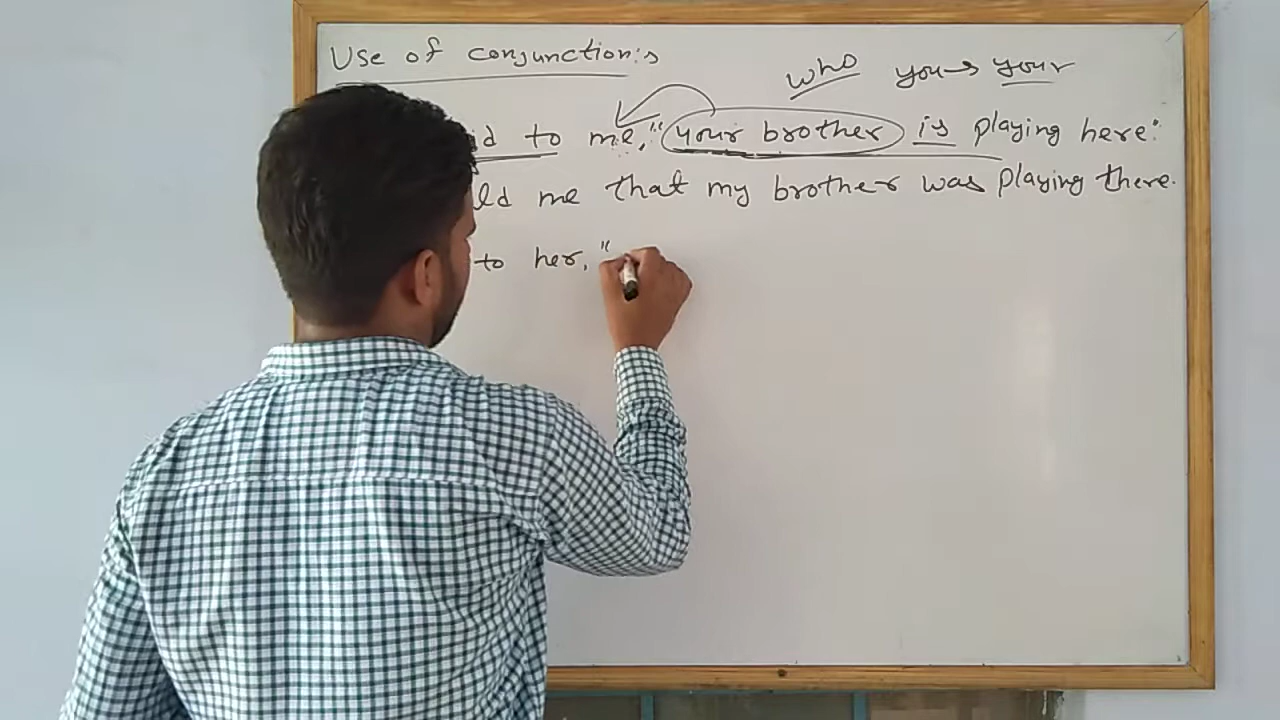 Use of conjunction:s
who you→ your
id to me, "your brother is playing here."
ld me that my brother was playing there.
to her, "